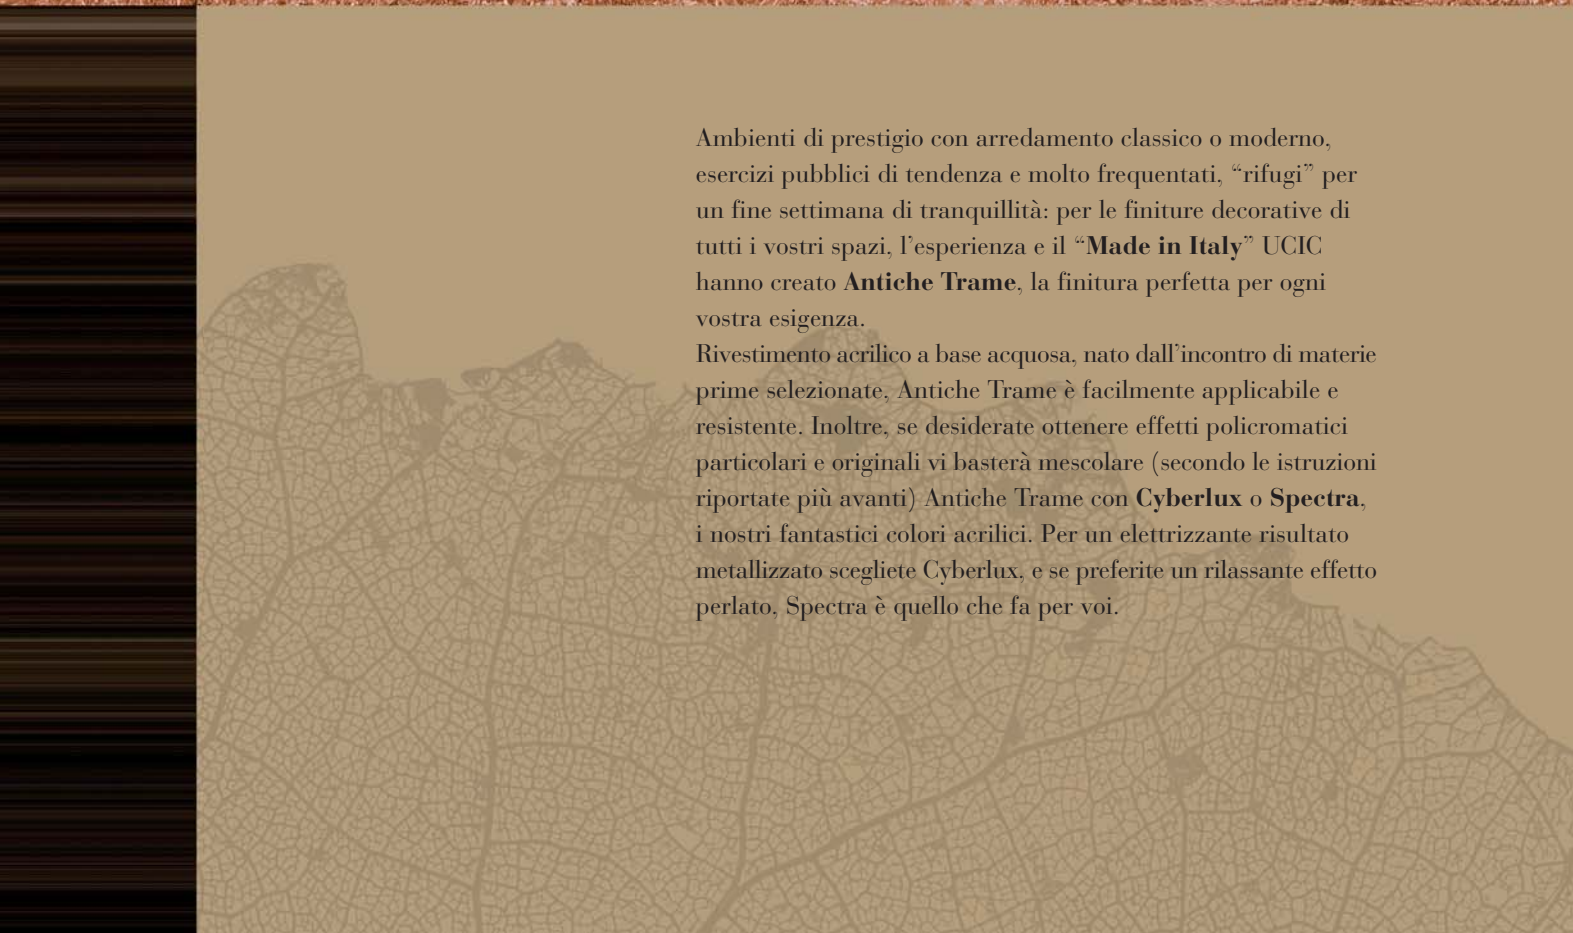 Ambienti di prestigio con arredamento classico o moderno,
esercizi pubblici di tendenza e molto frequentati, “rifugi” per
un fine settimana di tranquillità: per le finiture decorative di
tutti i vostri spazi, l’esperienza e il “Made in Italy” UCIC
hanno creato Antiche Trame, la finitura perfetta per ogni
vostra esigenza.
Rivestimento acrilico a base acquosa, nato dall’incontro di materie
prime selezionate, Antiche Trame è facilmente applicabile e
resistente. Inoltre, se desiderate ottenere effetti policromatici
particolari e originali vi basterà mescolare (secondo le istruzioni
riportate più avanti) Antiche Trame con Cyberlux o Spectra,
i nostri fantastici colori acrilici. Per un elettrizzante risultato
metallizzato scegliete Cyberlux, e se preferite un rilassante effetto
perlato, Spectra è quello che fa per voi.